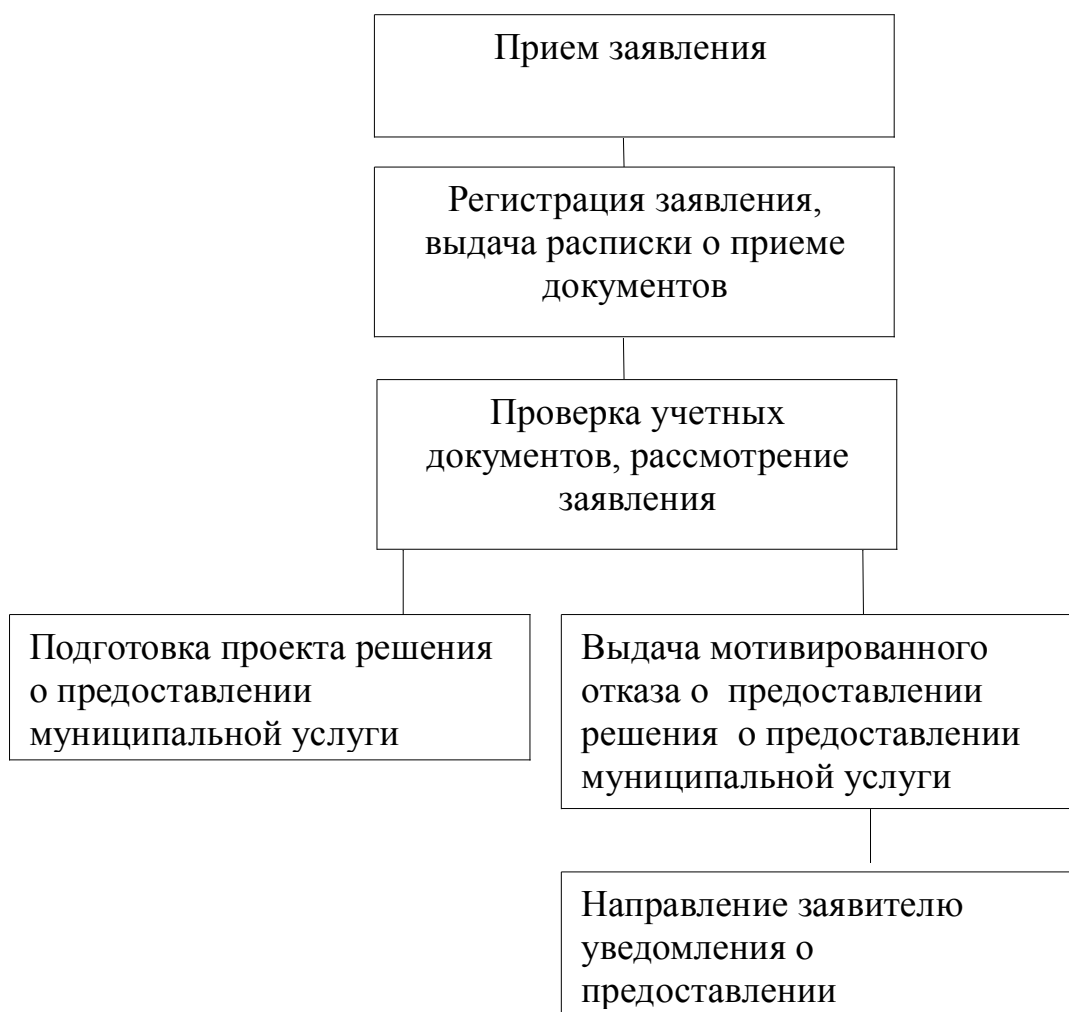 Прием заявления
Регистрация заявления,
выдача расписки о приеме
документов
Проверка учетных
документов, рассмотрение
заявления
Подготовка проекта решения
о предоставлении
муниципальной услуги
Выдача мотивированного
отказа о  предоставлении
решения  о предоставлении
муниципальной услуги
Направление заявителю
уведомления о
предоставлении